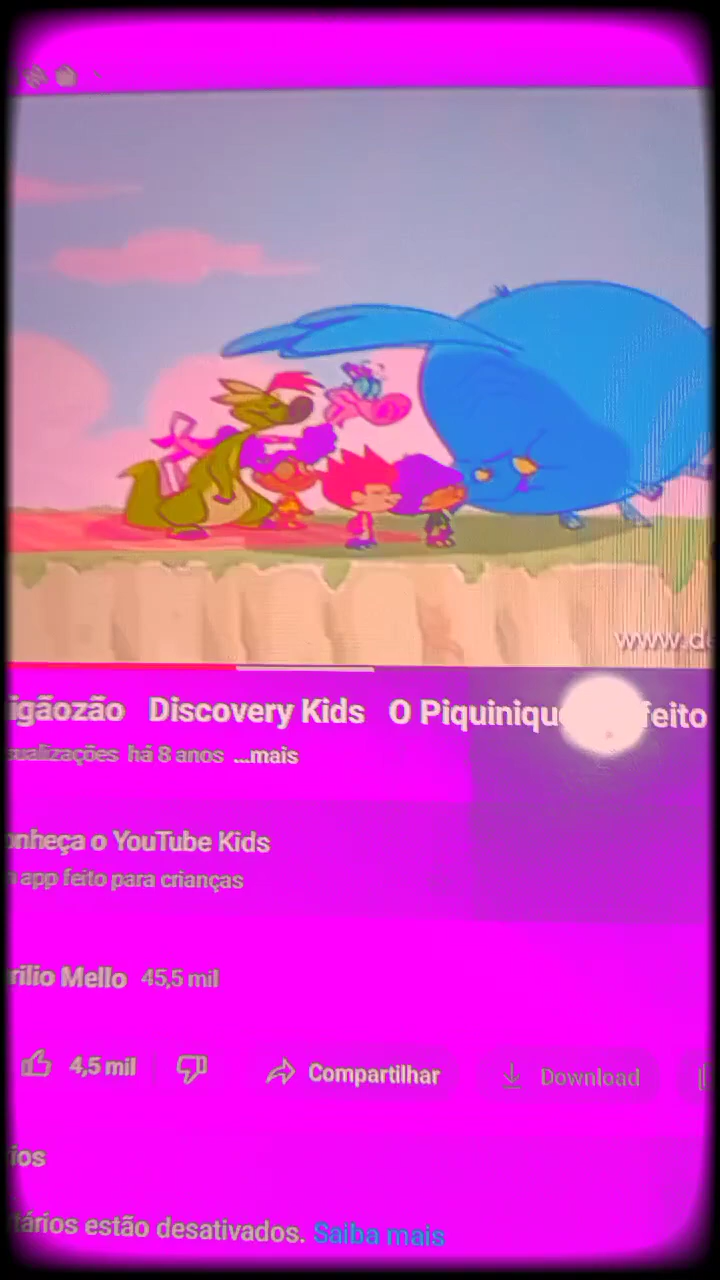 www.de
igãozão Discovery Kids O Piquiniqu feito
sualizações há 8 anos ...mais
onheça o YouTube Kids
app feito para crianças
rilio Mello 45,5 mil
4,5 mil Compartilhar Download
ios
tários estão desativados. Saiba mais